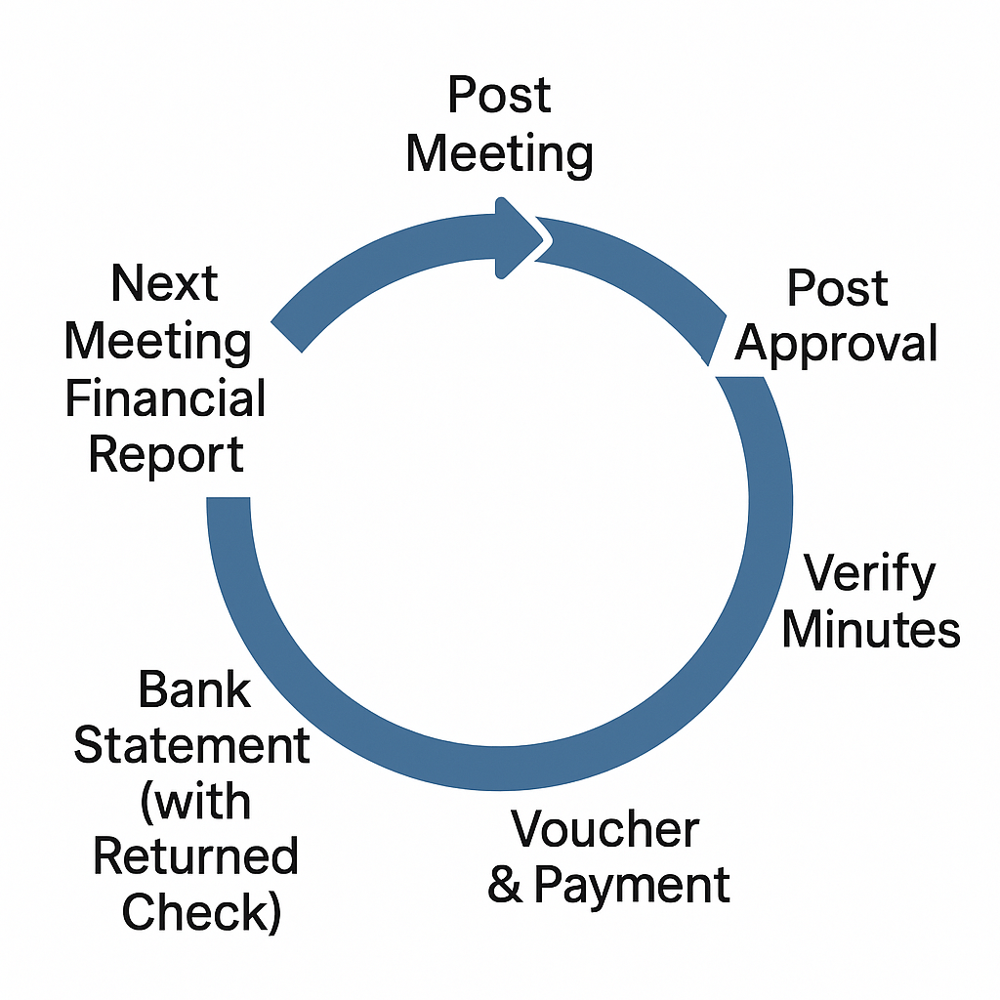 Post
Meeting
Post
Approval
Verify
Minutes
Voucher
& Payment
Bank
Statement
(with
Returned
Check)
Next
Meeting
Financial
Report